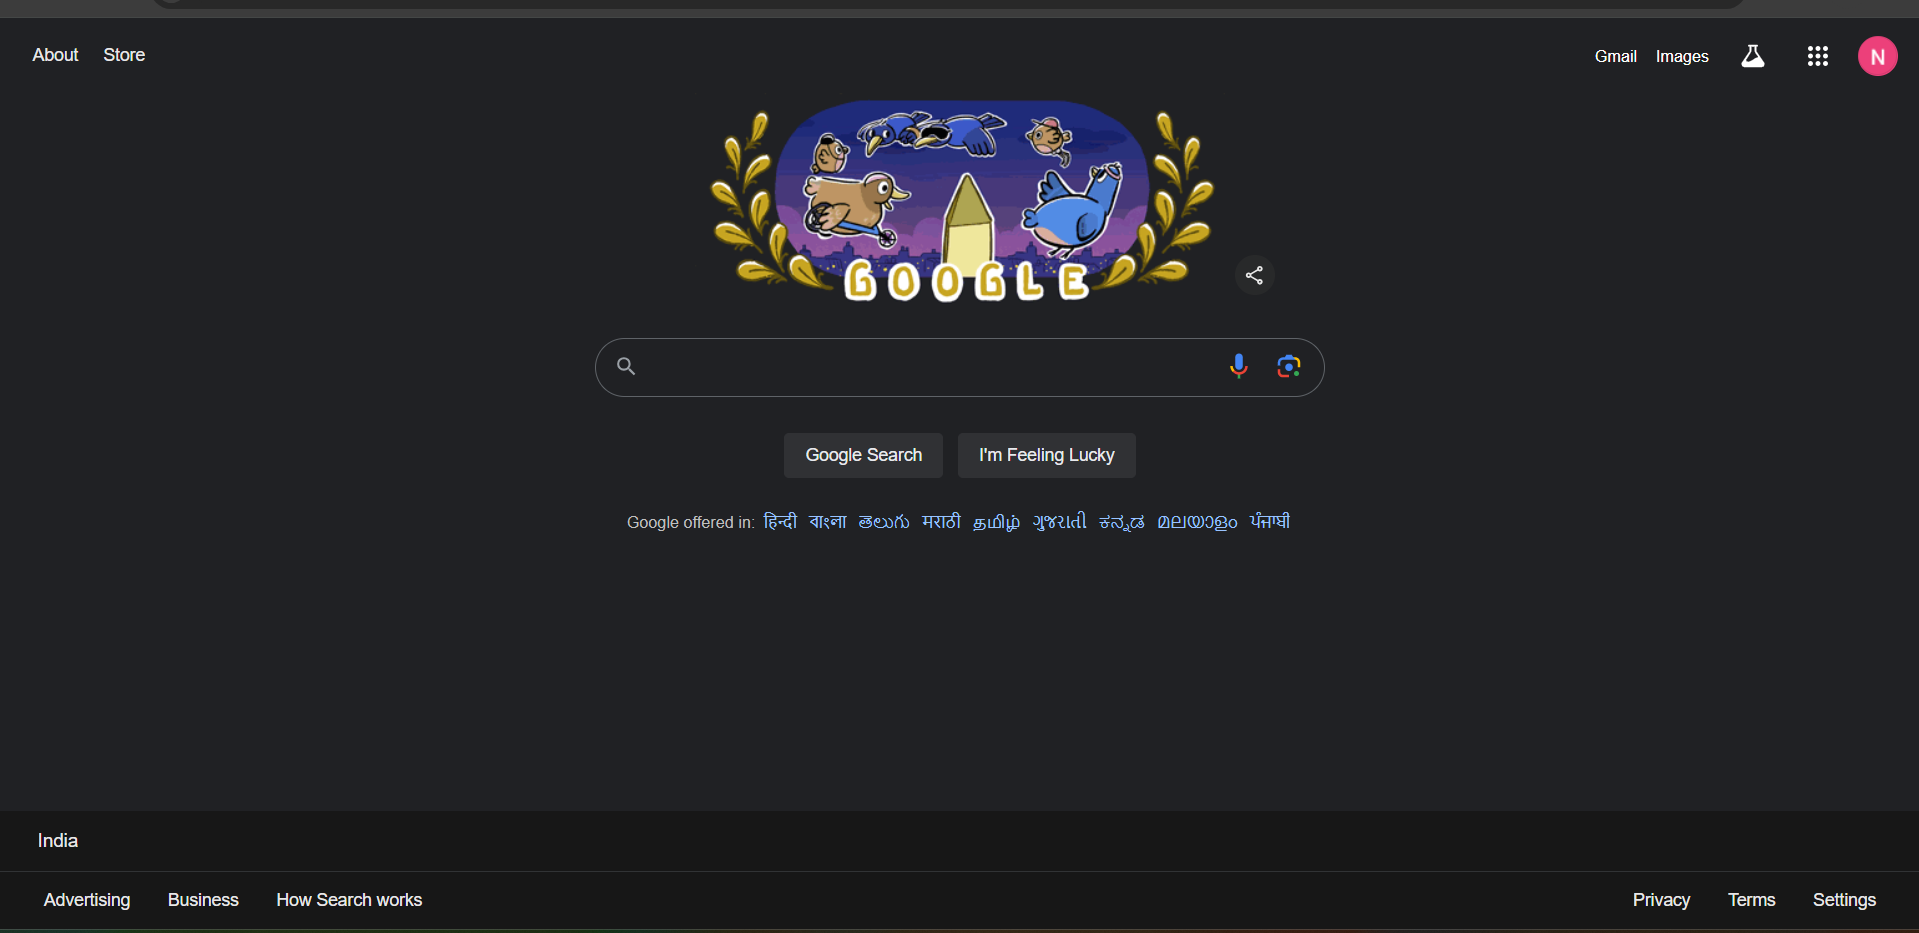 About Store
Gmail Images
N
GOOGLE
Google Search
I'm Feeling Lucky
Google offered in: हिन्दी বাংলা తెలుగు मराठी தமிழ் ગુજરાતી ಕನ್ನಡ മലയാളം ਪੰਜਾਬੀ
India
Advertising Business How Search works
Privacy Terms Settings